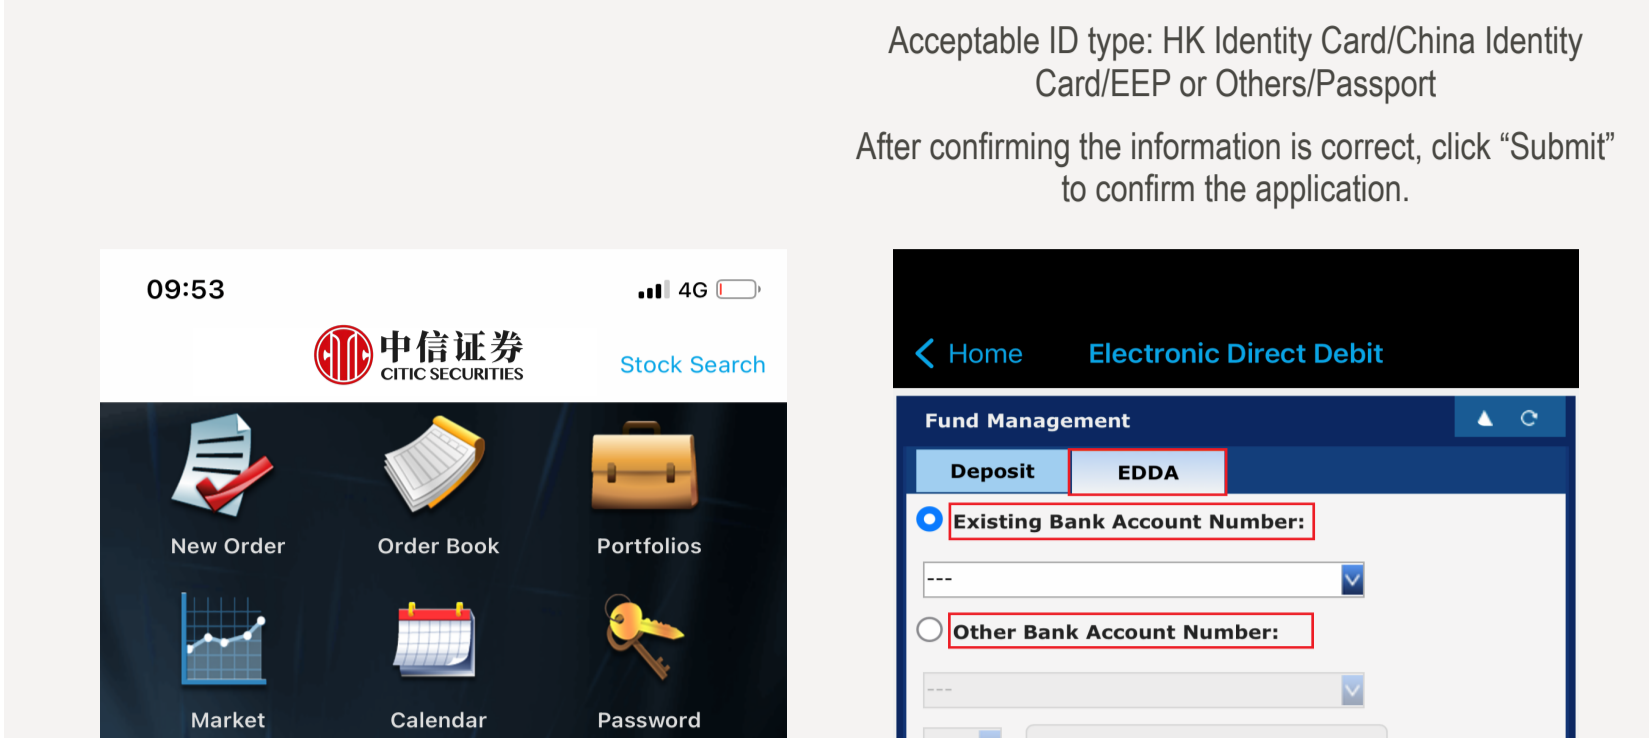 Acceptable ID type: HK Identity Card/China Identity
Card/EEP or Others/Passport
After confirming the information is correct, click “Submit”
to confirm the application.
09:53
4G
中信证券
CITIC SECURITIES
Stock Search
New Order
Order Book
Portfolios
Market
Calendar
Password
Home
Electronic Direct Debit
Fund Management
Deposit
EDDA
Existing Bank Account Number:
---
Other Bank Account Number:
---